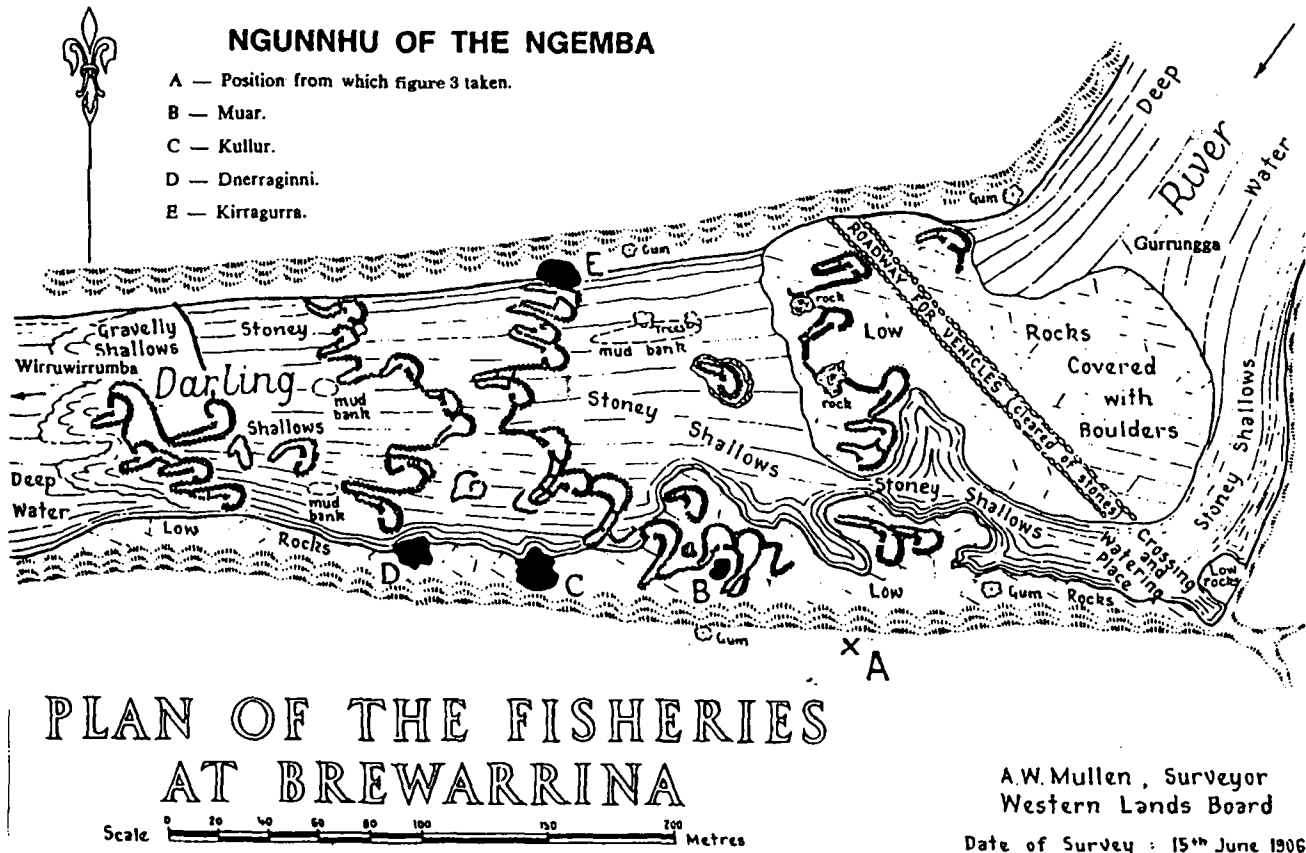 NGUNNHU OF THE NGEMBA
A — Position from which figure 3 taken.
B — Muar.
C — Kullur.
D — Dnerraginni.
E — Kirragurra.
Deep
Water
River
Gurrungga
Gum
ROADWAY FOR VEHICLES (cleared of stones)
E
Gum
rock
Low
Rocks
Covered
with
Boulders
Trees
mud bank
rock
Gravelly
Shallows
Stoney
Wirruwirrumba
Darling
mud
bank
Shallows
Stoney
Shallows
Stoney
Shallows
Stoney Shallows
Deep
Water
mud
bank
Low
Rocks
D
C
a
B
Low
Gum
Rocks
Crossing
and
Watering
place
Low
rocks
Gum
A
PLAN OF THE FISHERIES
AT BREWARRINA
Scale 0 20 40 60 80 100 150 200 Metres
A.W. Mullen, Surveyor
Western Lands Board
Date of Survey : 15th June 1906